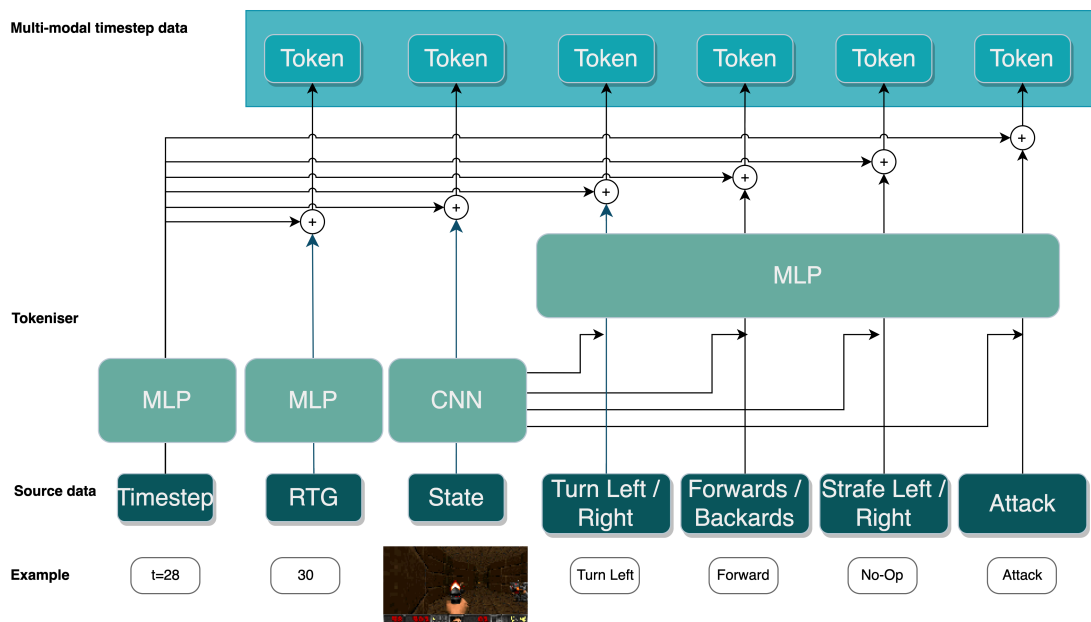 Multi-modal timestep data
Token Token Token Token Token Token
+
+
+
+
+
+
MLP
Tokeniser
MLP MLP CNN
Source data
Timestep RTG State Turn Left / Forwards / Strafe Left / Attack
Right Backards Right
Example t=28 30 Turn Left Forward No-Op Attack